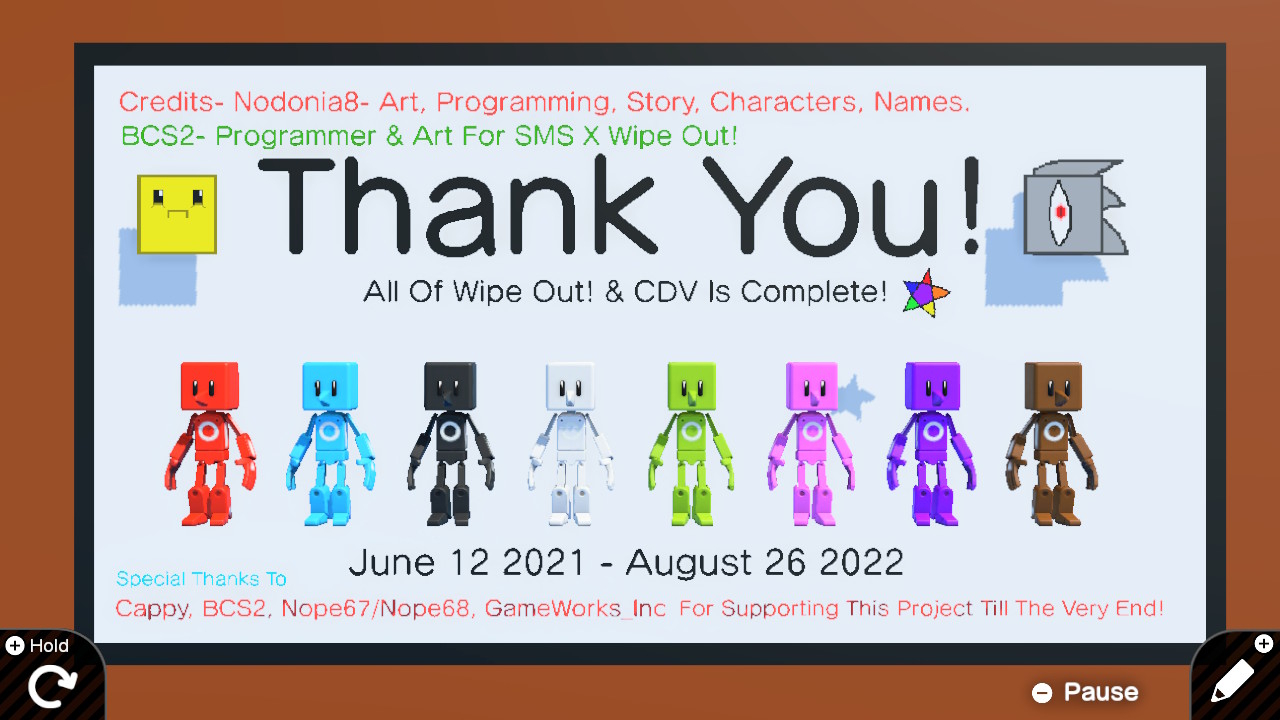 Credits- Nodonia8- Art, Programming, Story, Characters, Names.
BCS2- Programmer & Art For SMS X Wipe Out!
Thank You!
All Of Wipe Out! & CDV Is Complete!
June 12 2021 - August 26 2022
Special Thanks To
Cappy, BCS2, Nope67/Nope68, GameWorks_Inc For Supporting This Project Till The Very End!
Hold
Pause